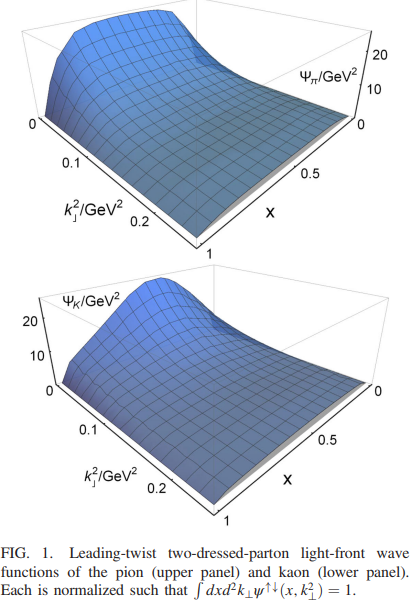 20
Ψπ/GeV²
10
0
0
0.1
0.5
k⊥²/GeV²
0.2
x
1
ΨK/GeV²
20
10
0
0
0.1
0.5
k⊥²/GeV²
0.2
x
1
FIG. 1. Leading-twist two-dressed-parton light-front wave
functions of the pion (upper panel) and kaon (lower panel).
Each is normalized such that ∫ dxd²k⊥ψ↑↓(x, k⊥²) = 1.